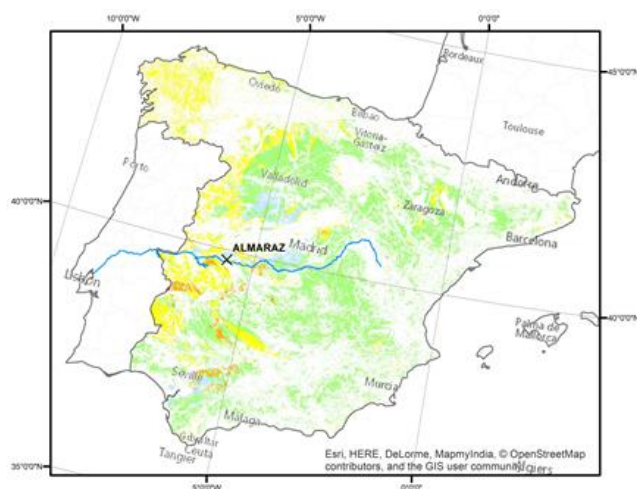 10°0'0"W
5°0'0"W
0°0'0"
45°0'0"N
Bordeaux
Oviedo
Bilbao
Vitoria-
Gasteiz
Toulouse
Porto
Valladolid
Andorra
Zaragoza
40°0'0"N
Barcelona
ALMARAZ
Madrid
Lisbon
40°0'0"N
Palma de
Mallorca
Seville
Murcia
Málaga
Gibraltar
Ceuta
Tangier
Esri, HERE, DeLorme, MapmyIndia, © OpenStreetMap
contributors, and the GIS user community
Algiers
35°0'0"N
5°0'0"W
0°0'0"